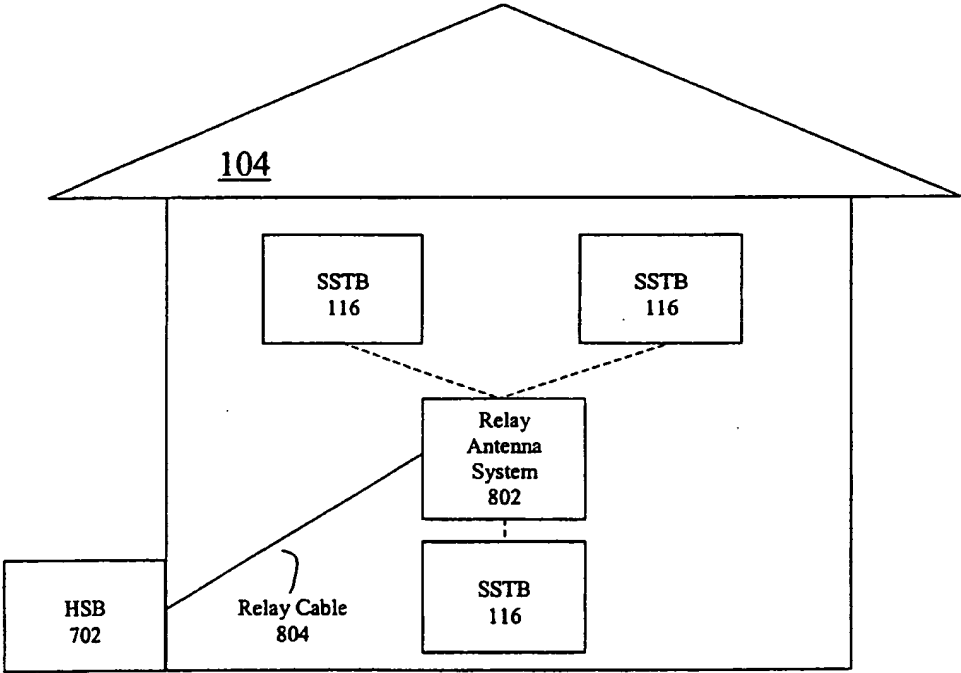 104
SSTB
116
SSTB
116
Relay
Antenna
System
802
HSB
702
Relay Cable
804
SSTB
116